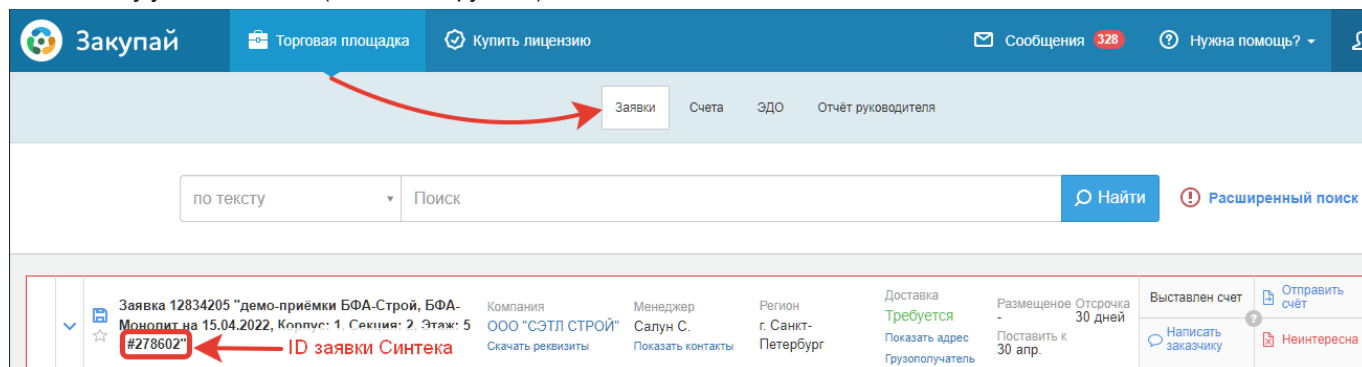 Закупай Торговая площадка Купить лицензию Сообщения 328 Нужна помощь?
Заявки Счета ЭДО Отчёт руководителя
по тексту Поиск Найти Расширенный поиск
Заявка 12834205 "демо-приёмки БФА-Строй, БФА-
Монолит на 15.04.2022, Корпус: 1, Секция: 2, Этаж: 5
#278602"
ID заявки Синтека
Компания
ООО "СЭТЛ СТРОЙ"
Скачать реквизиты
Менеджер
Салун С.
Показать контакты
Регион
г. Санкт-
Петербург
Доставка
Требуется
Показать адрес
Грузополучатель
Размещеное Отсрочка
- 30 дней
Поставить к
30 апр.
Выставлен счет
Отправить
счёт
?
Написать
заказчику
Неинтересна